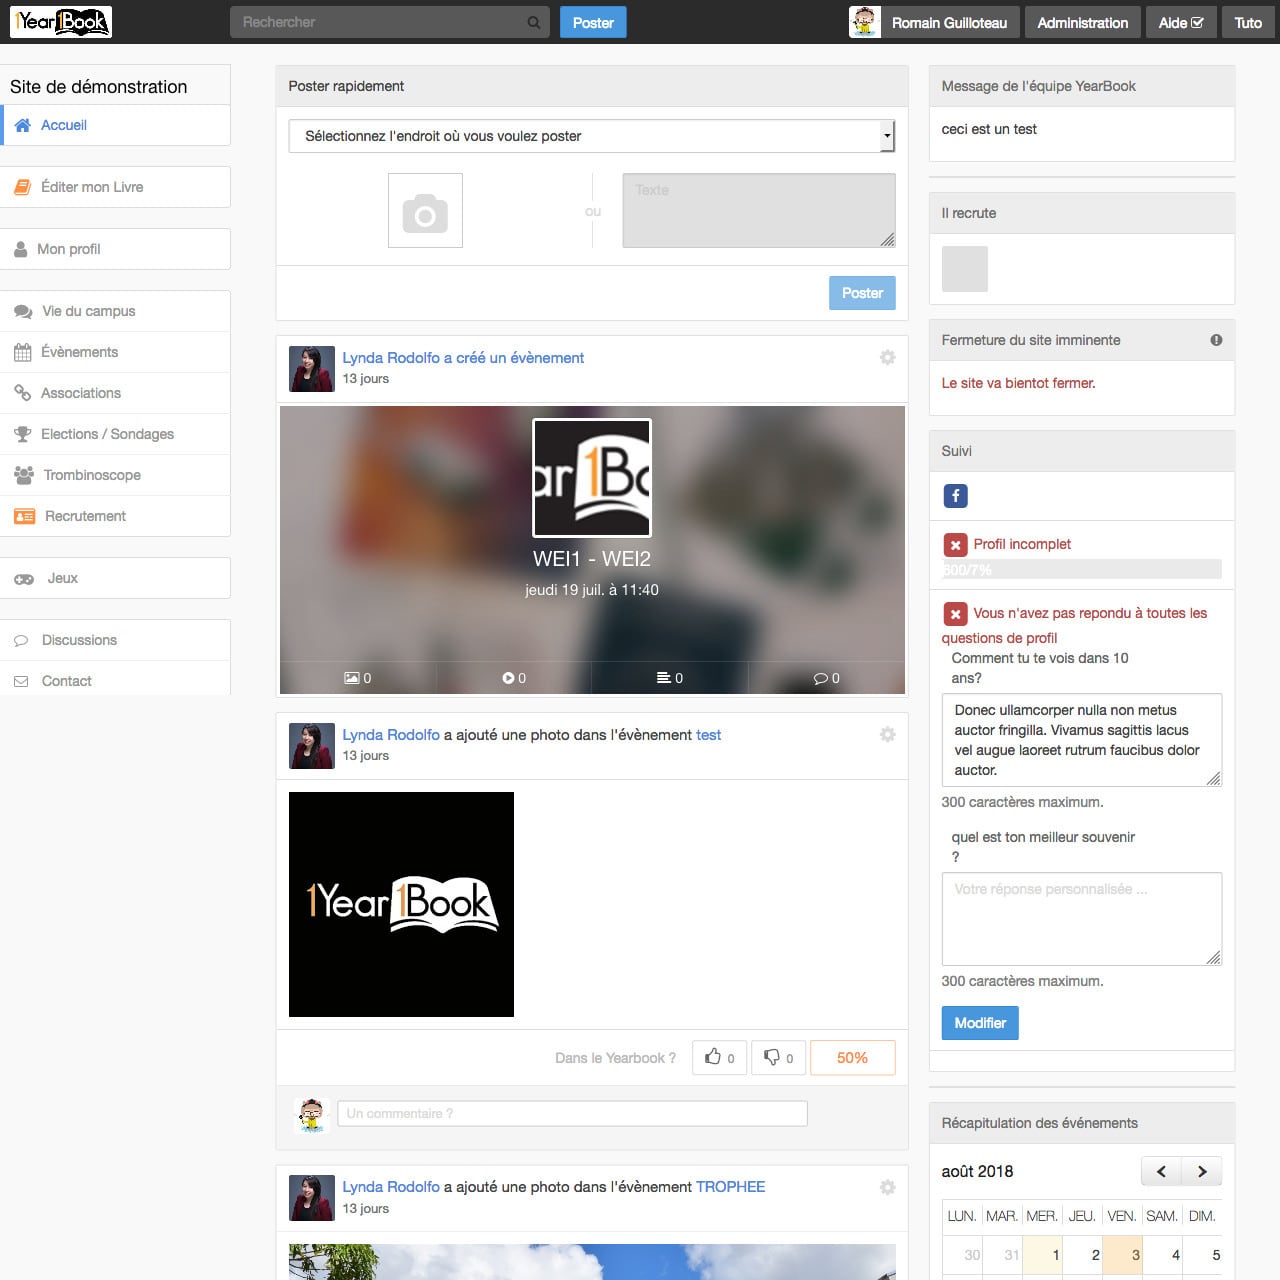 1Year1Book
Rechercher
Poster
Romain Guilloteau
Administration
Aide
Tuto
Site de démonstration
Accueil
Éditer mon Livre
Mon profil
Vie du campus
Évènements
Associations
Elections / Sondages
Trombinoscope
Recrutement
Jeux
Discussions
Contact
Poster rapidement
Sélectionnez l'endroit où vous voulez poster
ou
Texte
Poster
Lynda Rodolfo a créé un évènement
13 jours
ar 1Bo
WEI1 - WEI2
jeudi 19 juil. à 11:40
0
0
0
0
Lynda Rodolfo a ajouté une photo dans l'évènement test
13 jours
1Year1Book
Dans le Yearbook ?
0
0
50%
Un commentaire ?
Lynda Rodolfo a ajouté une photo dans l'évènement TROPHEE
13 jours
Message de l'équipe YearBook
ceci est un test
Il recrute
Fermeture du site imminente
Le site va bientot fermer.
Suivi
Profil incomplet
600/7%
Vous n'avez pas repondu à toutes les
questions de profil
Comment tu te vois dans 10
ans?
Donec ullamcorper nulla non metus
auctor fringilla. Vivamus sagittis lacus
vel augue laoreet rutrum faucibus dolor
auctor.
300 caractères maximum.
quel est ton meilleur souvenir
?
Votre réponse personnalisée ...
300 caractères maximum.
Modifier
Récapitulation des événements
août 2018
LUN. MAR. MER. JEU. VEN. SAM. DIM.
30 31 1 2 3 4 5